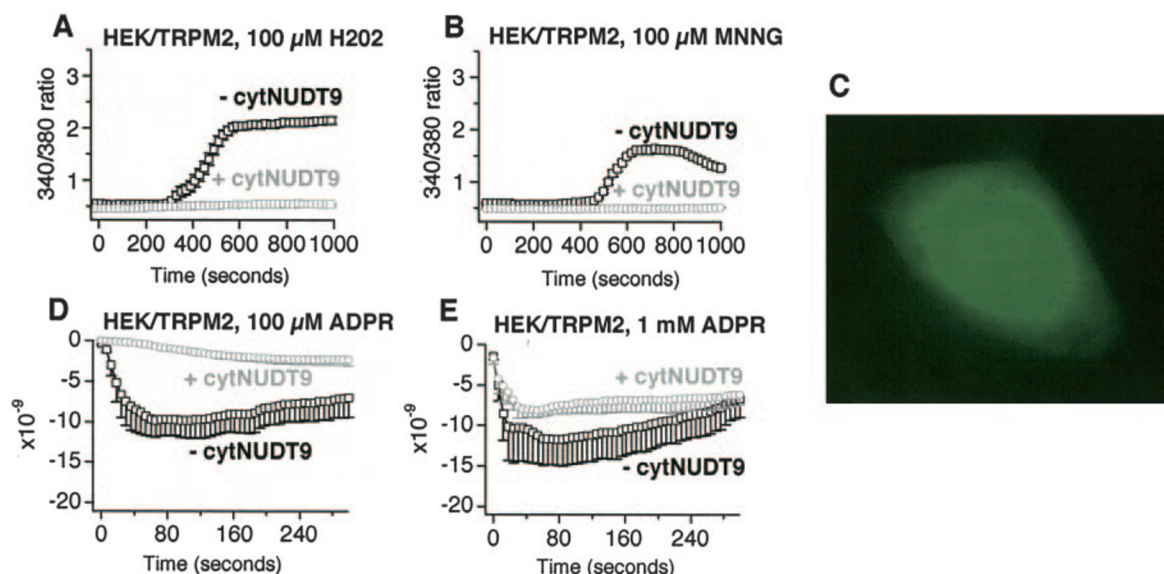 A
HEK/TRPM2, 100 µM H202
340/380 ratio
3
2
1
- cytNUDT9
+ cytNUDT9
0 200 400 600 800 1000
Time (seconds)
B
HEK/TRPM2, 100 µM MNNG
340/380 ratio
3
2
1
- cytNUDT9
+ cytNUDT9
0 200 400 600 800 1000
Time (seconds)
C
D
HEK/TRPM2, 100 µM ADPR
x10-9
0
-5
-10
-15
-20
+ cytNUDT9
- cytNUDT9
0 80 160 240
Time (seconds)
E
HEK/TRPM2, 1 mM ADPR
x10-9
0
-5
-10
-15
-20
+ cytNUDT9
- cytNUDT9
0 80 160 240
Time (seconds)